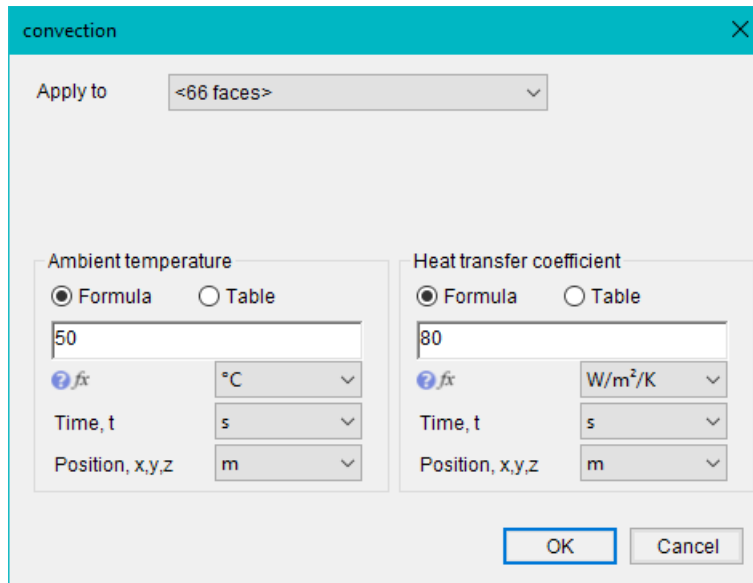 convection
Apply to <66 faces>
Ambient temperature
Formula Table
50
fx °C
Time, t s
Position, x,y,z m
Heat transfer coefficient
Formula Table
80
fx W/m²/K
Time, t s
Position, x,y,z m
OK Cancel